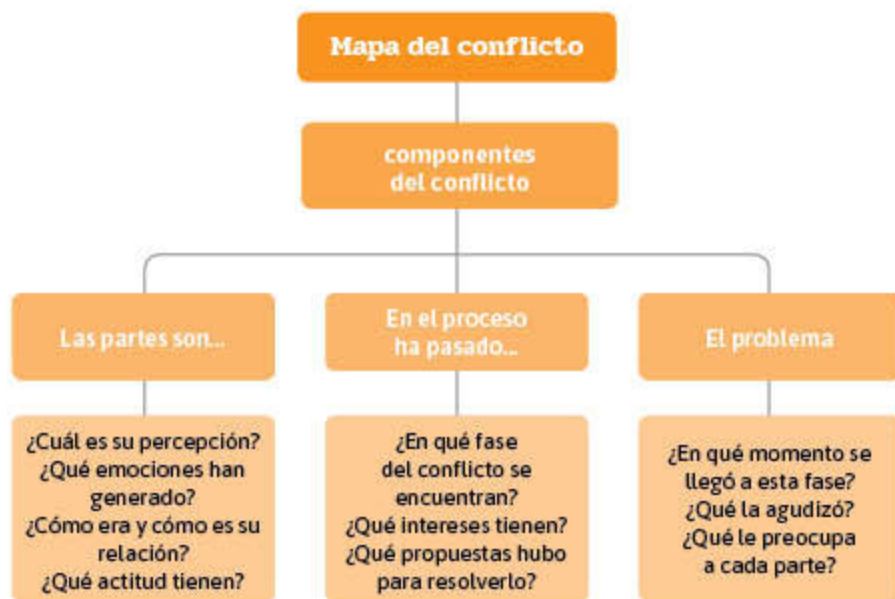 Mapa del conflicto
componentes
del conflicto
Las partes son...
En el proceso
ha pasado...
El problema
¿Cuál es su percepción?
¿Qué emociones han
generado?
¿Cómo era y cómo es su
relación?
¿Qué actitud tienen?
¿En qué fase
del conflicto se
encuentran?
¿Qué intereses tienen?
¿Qué propuestas hubo
para resolverlo?
¿En qué momento se
llegó a esta fase?
¿Qué la agudizó?
¿Qué le preocupa
a cada parte?